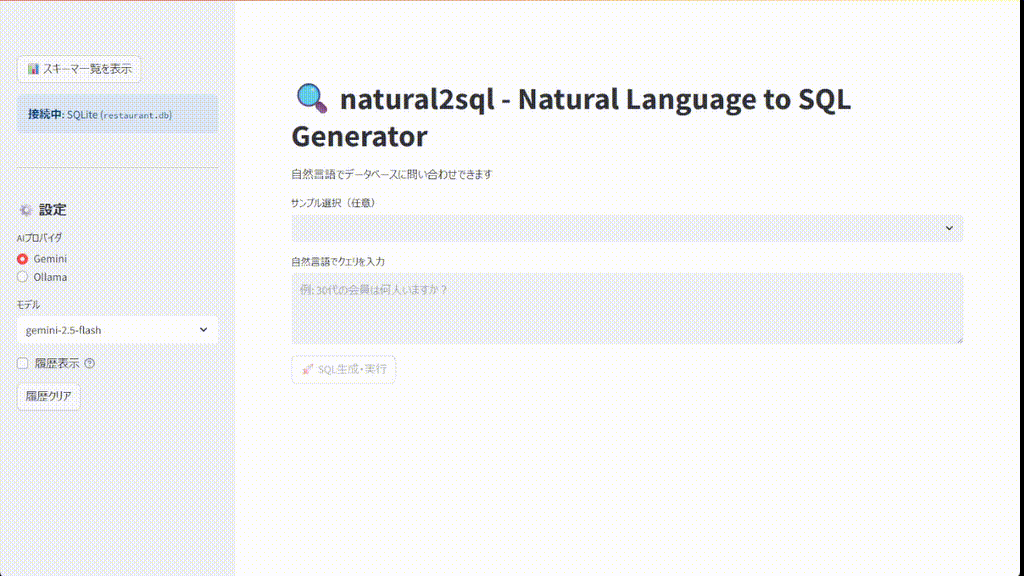 スキーマ一覧を表示
接続中: SQLite (restaurant.db)
設定
AIプロバイダ
Gemini
Ollama
モデル
gemini-2.5-flash
履歴表示
履歴クリア
natural2sql - Natural Language to SQL
Generator
自然言語でデータベースに問い合わせできます
サンプル選択（任意）
自然言語でクエリを入力
例: 30代の会員は何人いますか？
SQL生成・実行